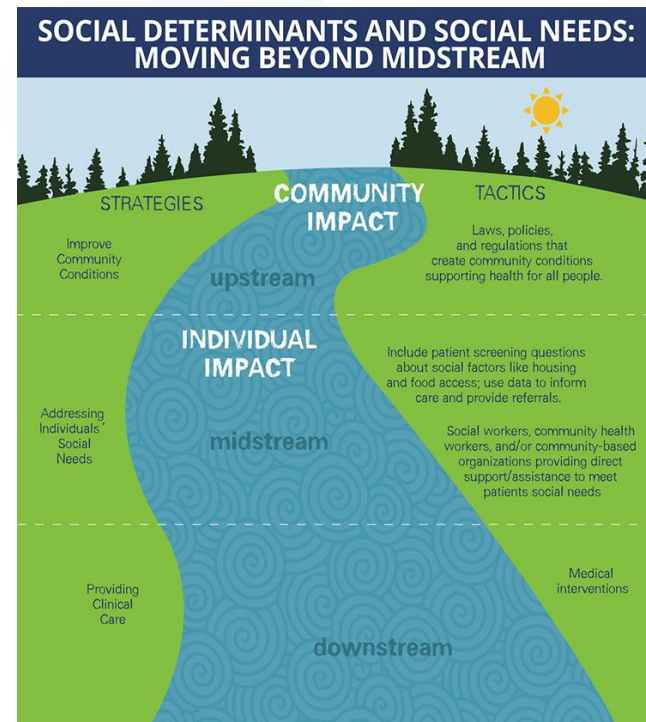 SOCIAL DETERMINANTS AND SOCIAL NEEDS:
MOVING BEYOND MIDSTREAM
STRATEGIES
COMMUNITY
IMPACT
TACTICS
Improve
Community
Conditions
upstream
Laws, policies,
and regulations that
create community conditions
supporting health for all people.
INDIVIDUAL
IMPACT
Addressing
Individuals'
Social
Needs
midstream
Include patient screening questions
about social factors like housing
and food access; use data to inform
care and provide referrals.
Social workers, community health
workers, and/or community-based
organizations providing direct
support/assistance to meet
patients social needs
Providing
Clinical
Care
downstream
Medical
interventions